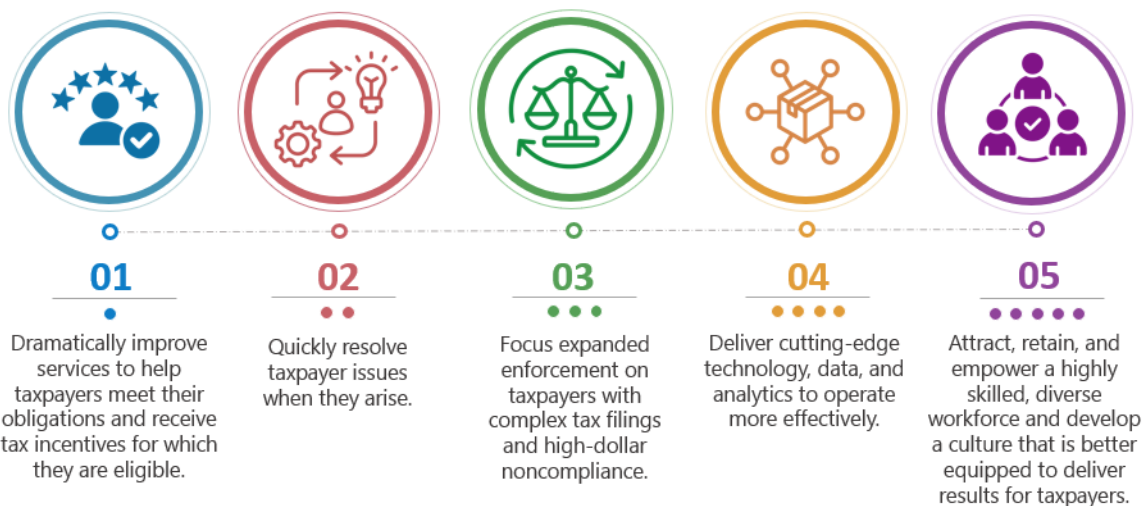 01
Dramatically improve
services to help
taxpayers meet their
obligations and receive
tax incentives for which
they are eligible.
02
Quickly resolve
taxpayer issues
when they arise.
03
Focus expanded
enforcement on
taxpayers with
complex tax filings
and high-dollar
noncompliance.
04
Deliver cutting-edge
technology, data, and
analytics to operate
more effectively.
05
Attract, retain, and
empower a highly
skilled, diverse
workforce and develop
a culture that is better
equipped to deliver
results for taxpayers.